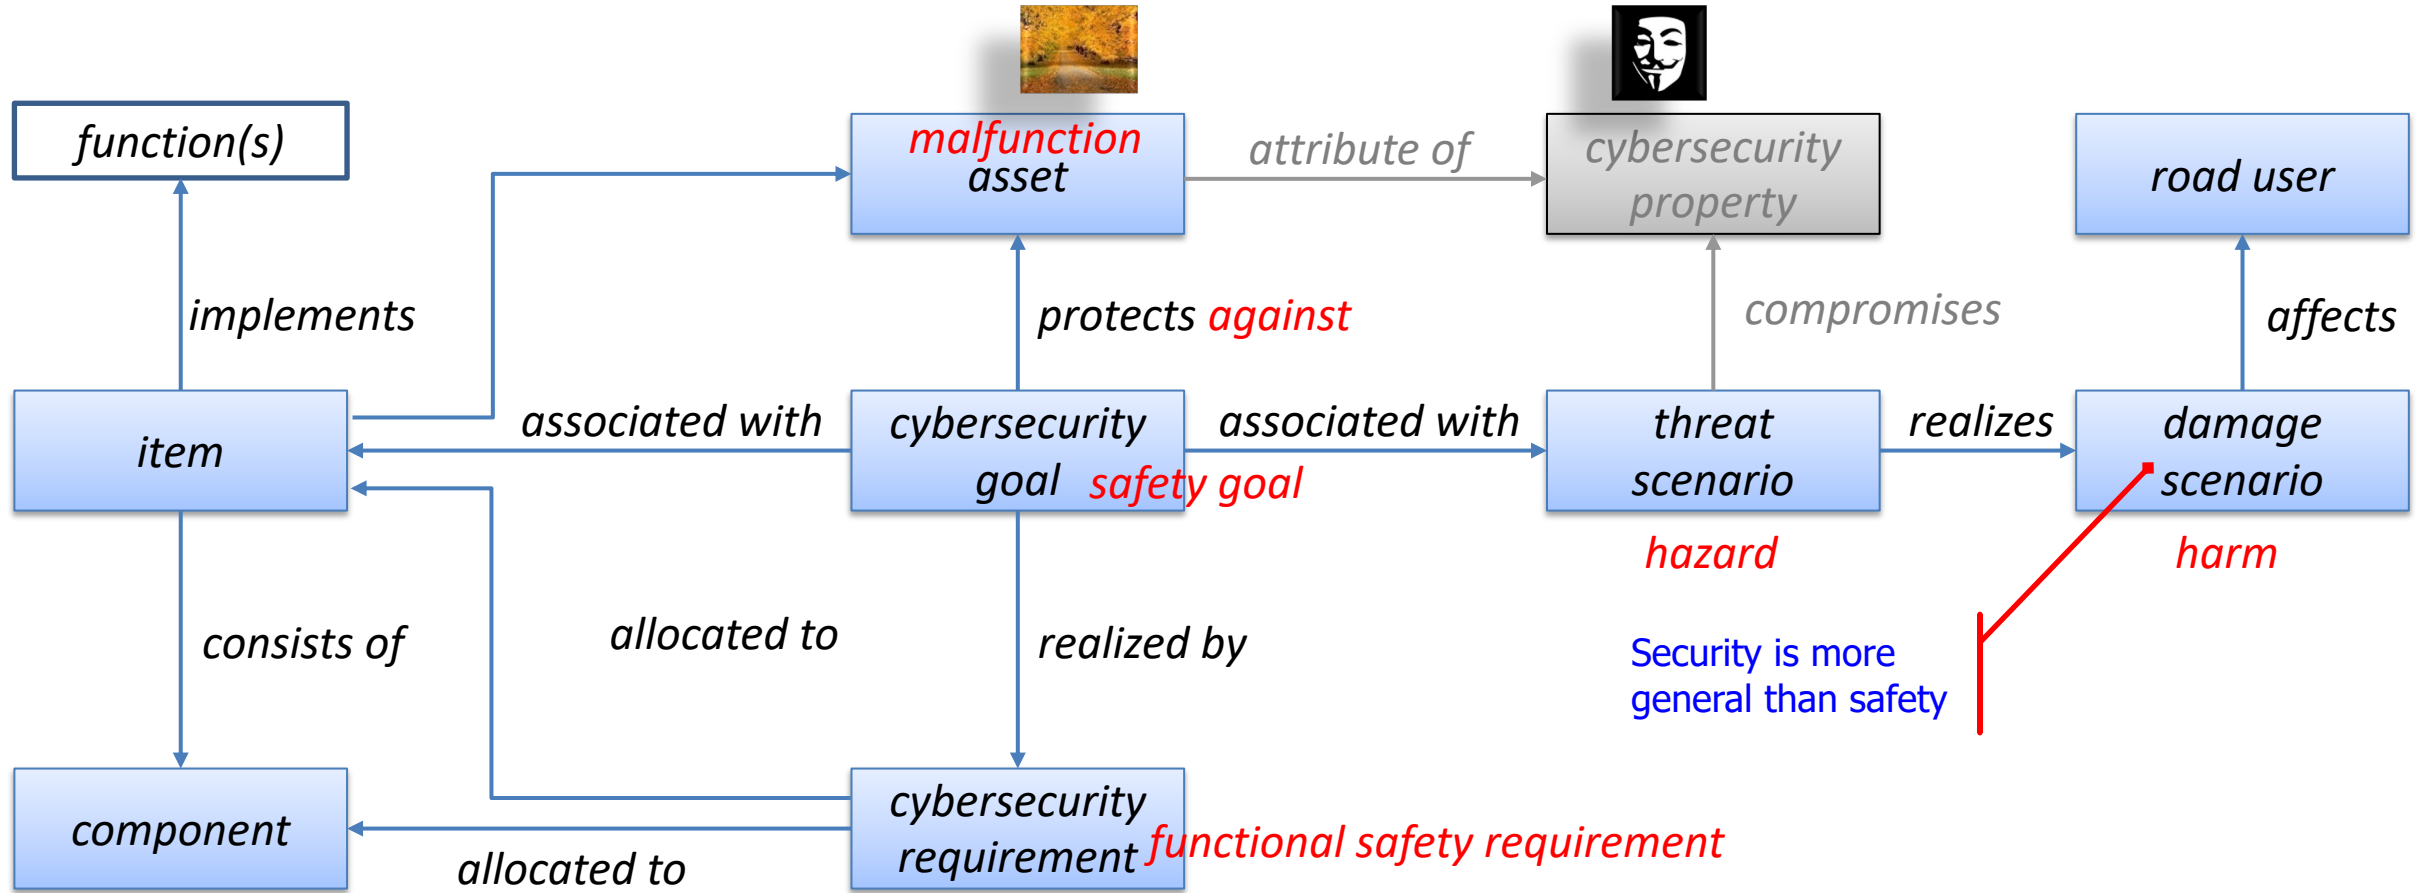 function(s)
malfunction
asset
attribute of
cybersecurity
property
road user
implements
protects against
compromises
affects
item
associated with
cybersecurity
goal
safety goal
associated with
threat
scenario
realizes
damage
scenario
hazard
harm
consists of
allocated to
realized by
Security is more
general than safety
component
allocated to
cybersecurity
requirement
functional safety requirement